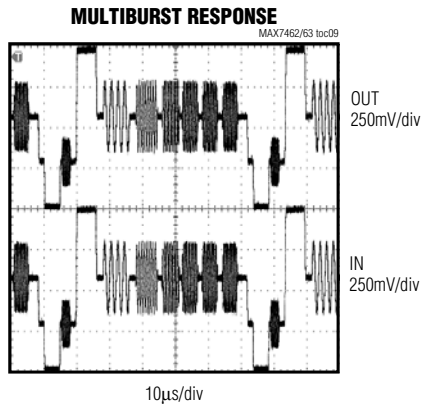 MULTIBURST RESPONSE
MAX7462/63 toc09
T
OUT
250mV/div
IN
250mV/div
10μs/div